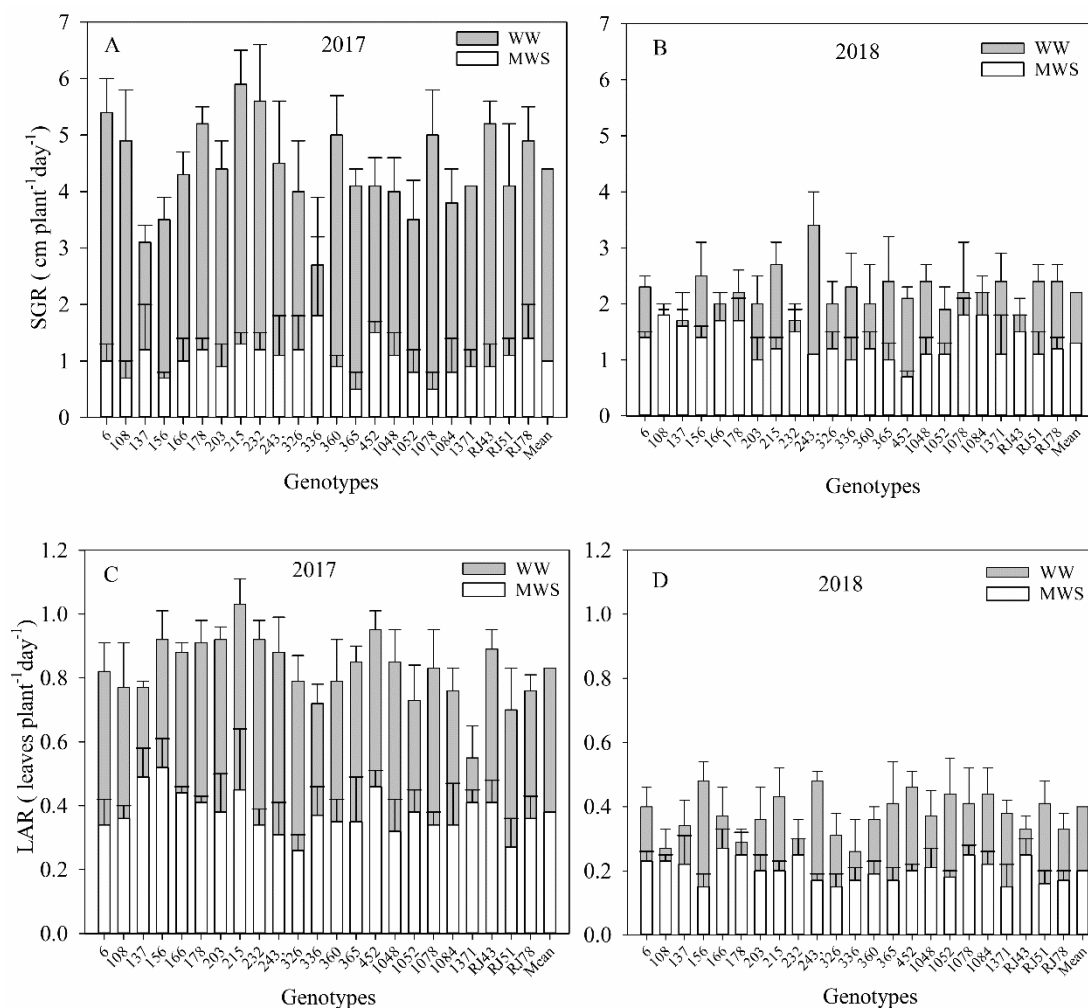 A
2017
WW
MWS
7
6
5
4
3
2
1
0
SGR ( cm plant-1day-1)
6 108 137 156 166 178 203 215 232 243 326 336 360 365 452 1048 1052 1078 1084 1371 RJ43 RJ51 RJ78 Mean
Genotypes
B
2018
WW
MWS
7
6
5
4
3
2
1
0
6 108 137 156 166 178 203 215 232 243 326 336 360 365 452 1048 1052 1078 1084 1371 RJ43 RJ51 RJ78 Mean
Genotypes
C
2017
WW
MWS
1.2
1.0
0.8
0.6
0.4
0.2
0.0
LAR ( leaves plant-1day-1)
6 108 137 156 166 178 203 215 232 243 326 336 360 365 452 1048 1052 1078 1084 1371 RJ43 RJ51 RJ78 Mean
Genotypes
D
2018
WW
MWS
1.2
1.0
0.8
0.6
0.4
0.2
0.0
6 108 137 156 166 178 203 215 232 243 326 336 360 365 452 1048 1052 1078 1084 1371 RJ43 RJ51 RJ78 Mean
Genotypes